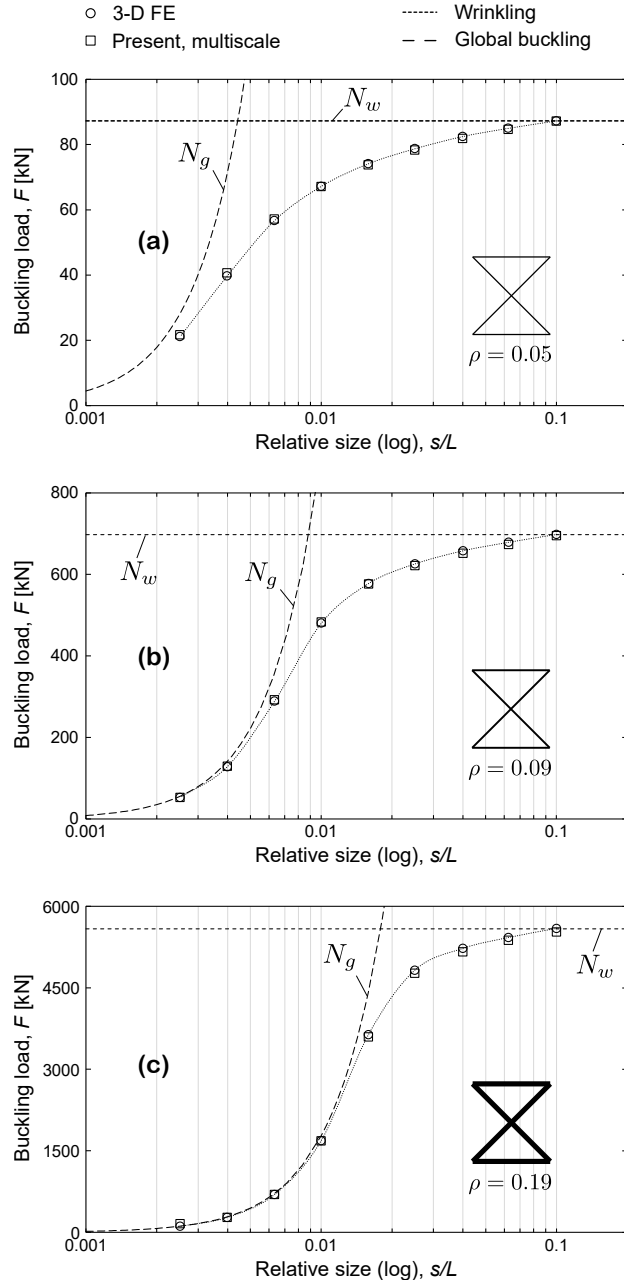 3-D FE
Present, multiscale
Wrinkling
Global buckling
100
80
60
40
20
0
Buckling load, F [kN]
N_w
N_g
(a)
ρ = 0.05
0.001
0.01
0.1
Relative size (log), s/L
800
600
400
200
0
Buckling load, F [kN]
N_w
N_g
(b)
ρ = 0.09
0.001
0.01
0.1
Relative size (log), s/L
6000
4500
3000
1500
0
Buckling load, F [kN]
N_g
N_w
(c)
ρ = 0.19
0.001
0.01
0.1
Relative size (log), s/L